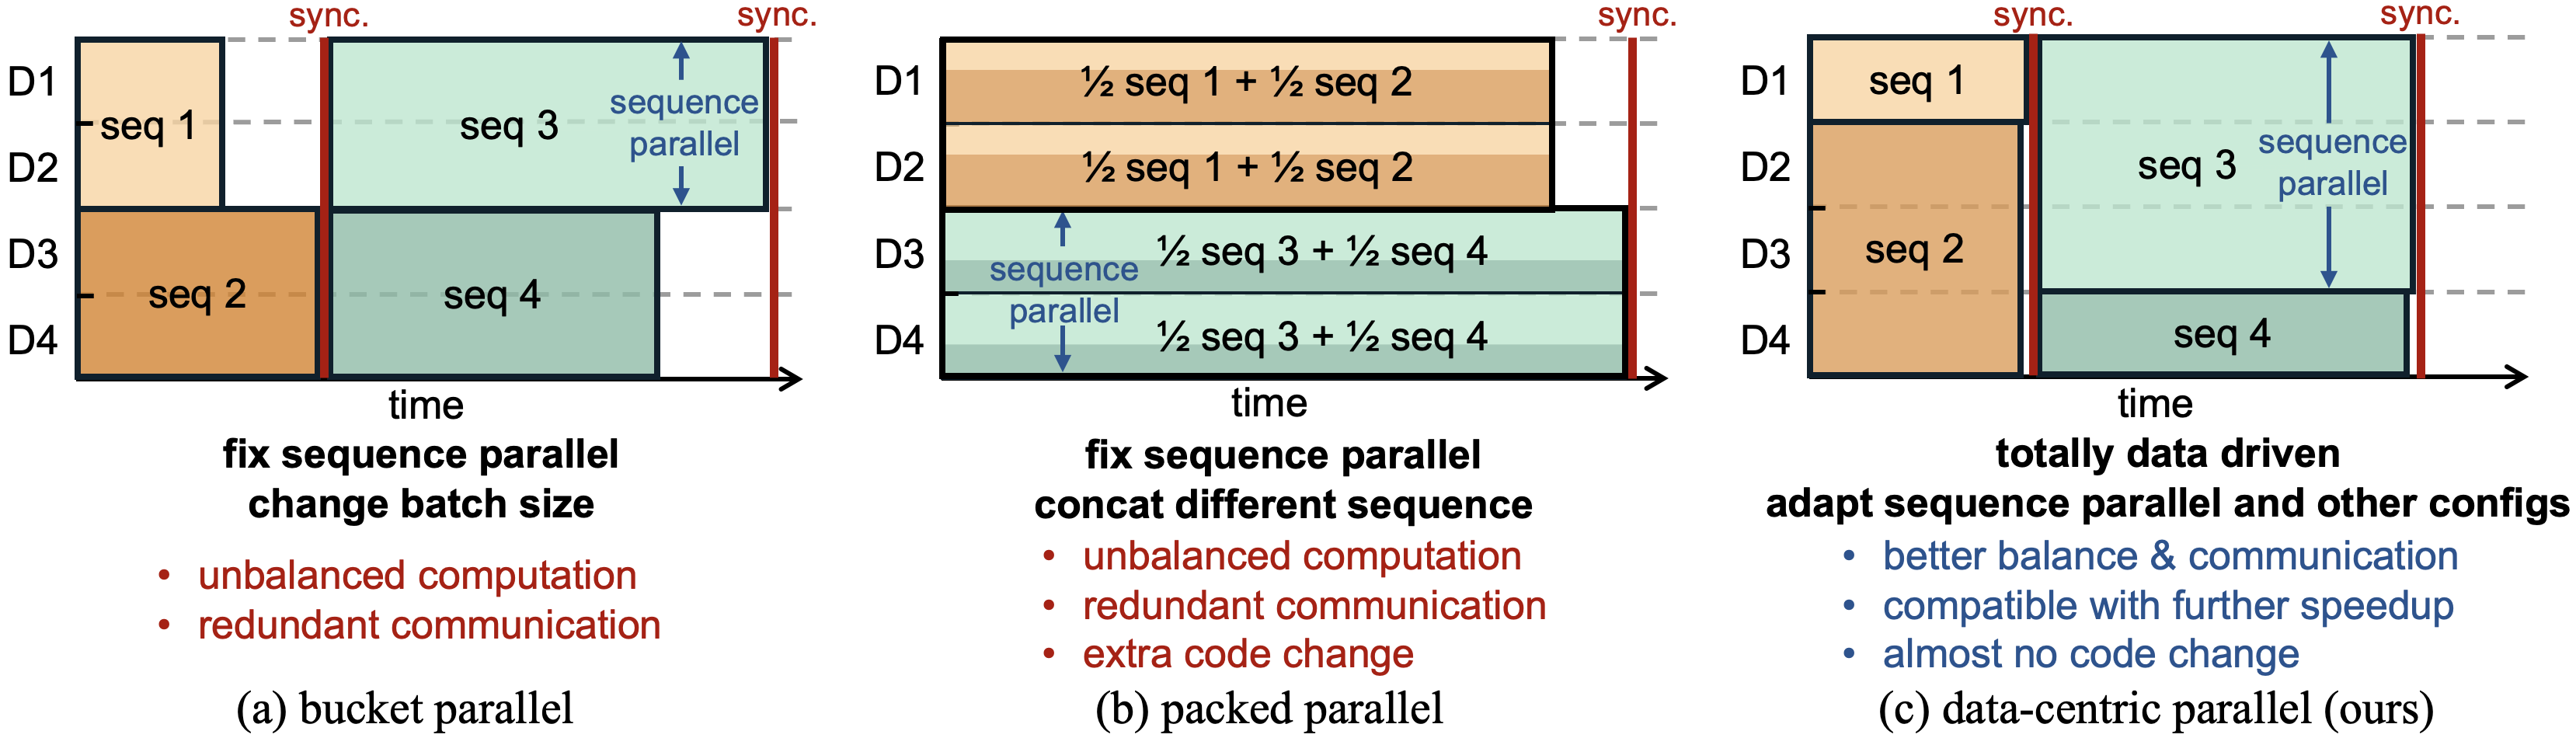 sync.
sync.
D1
D2
D3
D4
seq 1
seq 2
seq 3
seq 4
sequence
parallel
time
fix sequence parallel
change batch size
• unbalanced computation
• redundant communication
(a) bucket parallel
sync.
D1
D2
D3
D4
½ seq 1 + ½ seq 2
½ seq 1 + ½ seq 2
½ seq 3 + ½ seq 4
½ seq 3 + ½ seq 4
sequence
parallel
time
fix sequence parallel
concat different sequence
• unbalanced computation
• redundant communication
• extra code change
(b) packed parallel
sync.
sync.
D1
D2
D3
D4
seq 1
seq 2
seq 3
seq 4
sequence
parallel
time
totally data driven
adapt sequence parallel and other configs
• better balance & communication
• compatible with further speedup
• almost no code change
(c) data-centric parallel (ours)